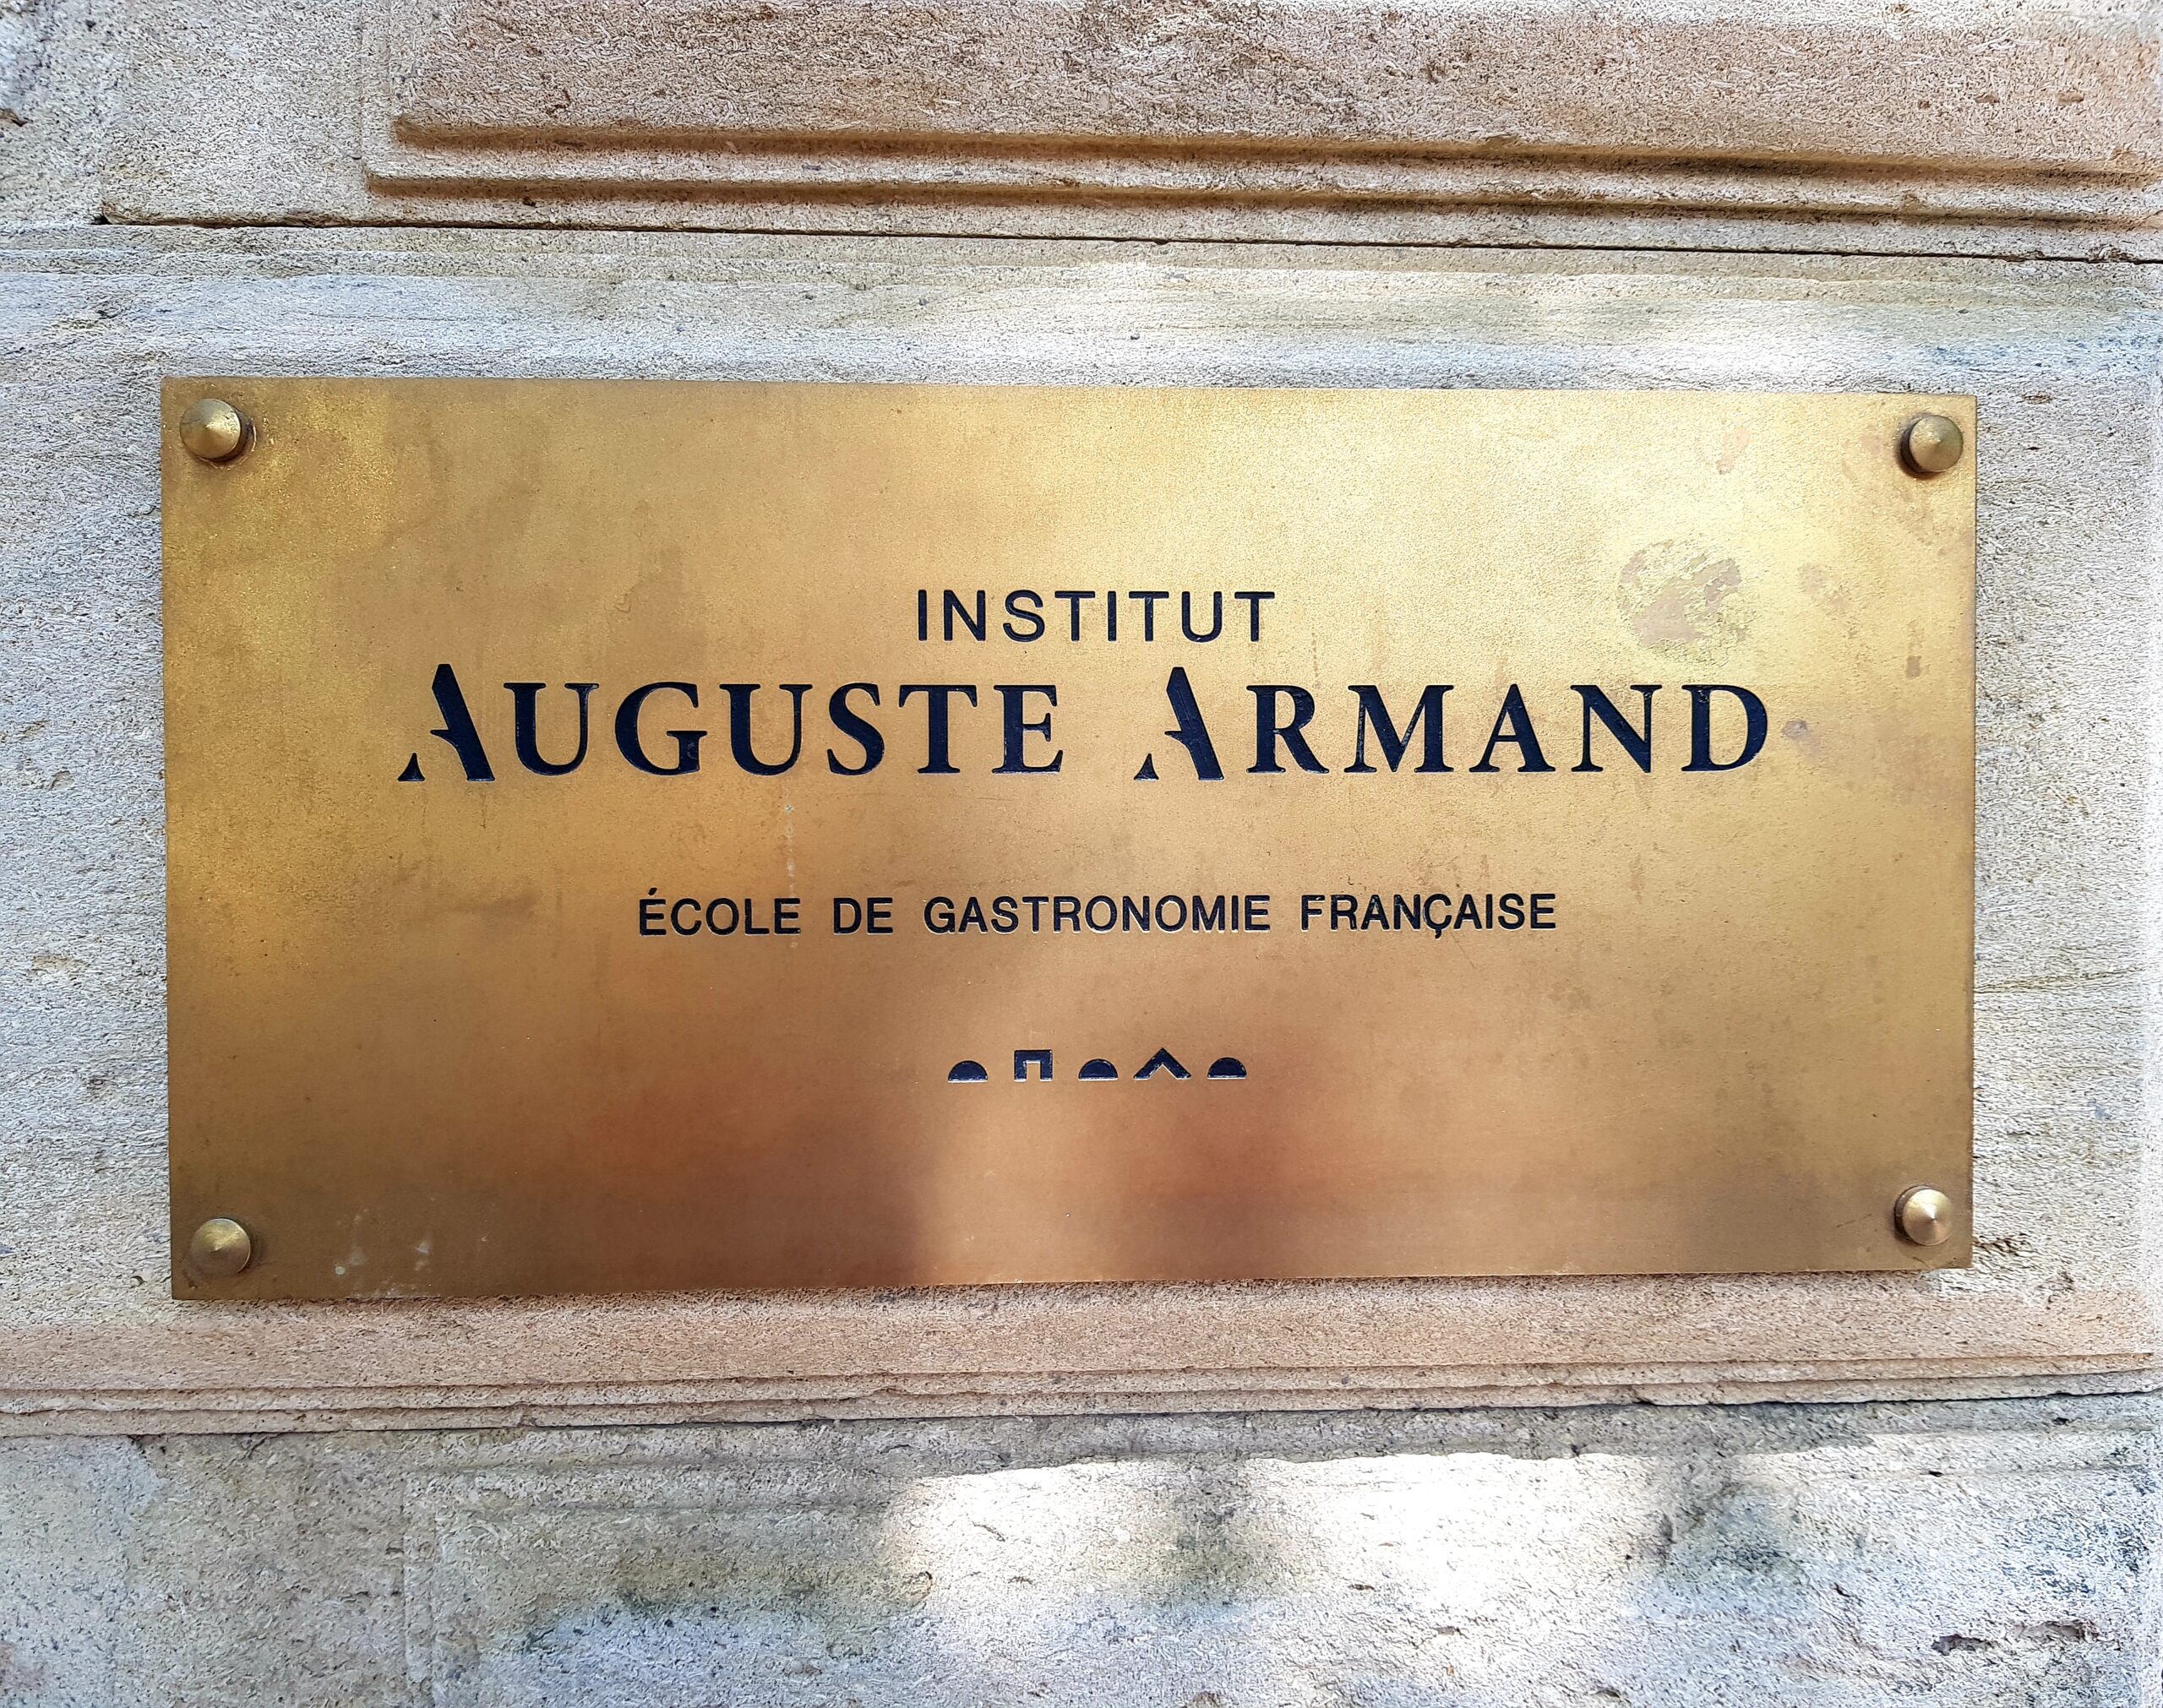 INSTITUT
AUGUSTE ARMAND
ÉCOLE DE GASTRONOMIE FRANÇAISE